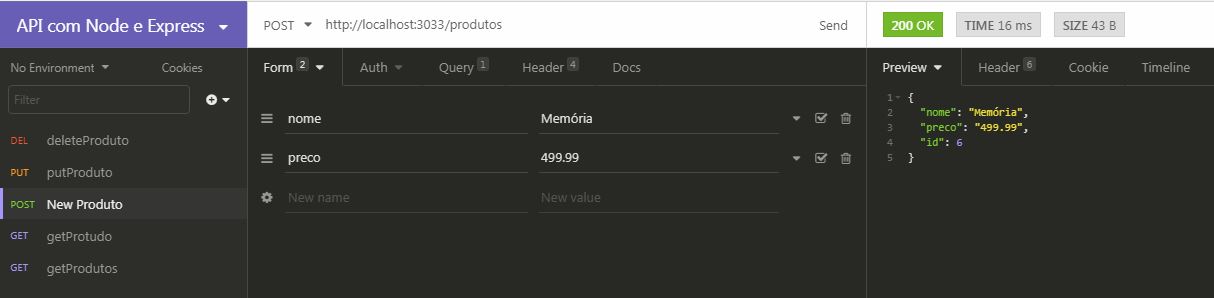 API com Node e Express
POST http://localhost:3033/produtos Send
200 OK TIME 16 ms SIZE 43 B
No Environment Cookies
Filter
DEL deleteProduto
PUT putProduto
POST New Produto
GET getProtudo
GET getProdutos
Form 2 Auth Query 1 Header 4 Docs
nome Memória
preco 499.99
New name New value
Preview Header 6 Cookie Timeline
1 {
2 "nome": "Memória",
3 "preco": "499.99",
4 "id": 6
5 }